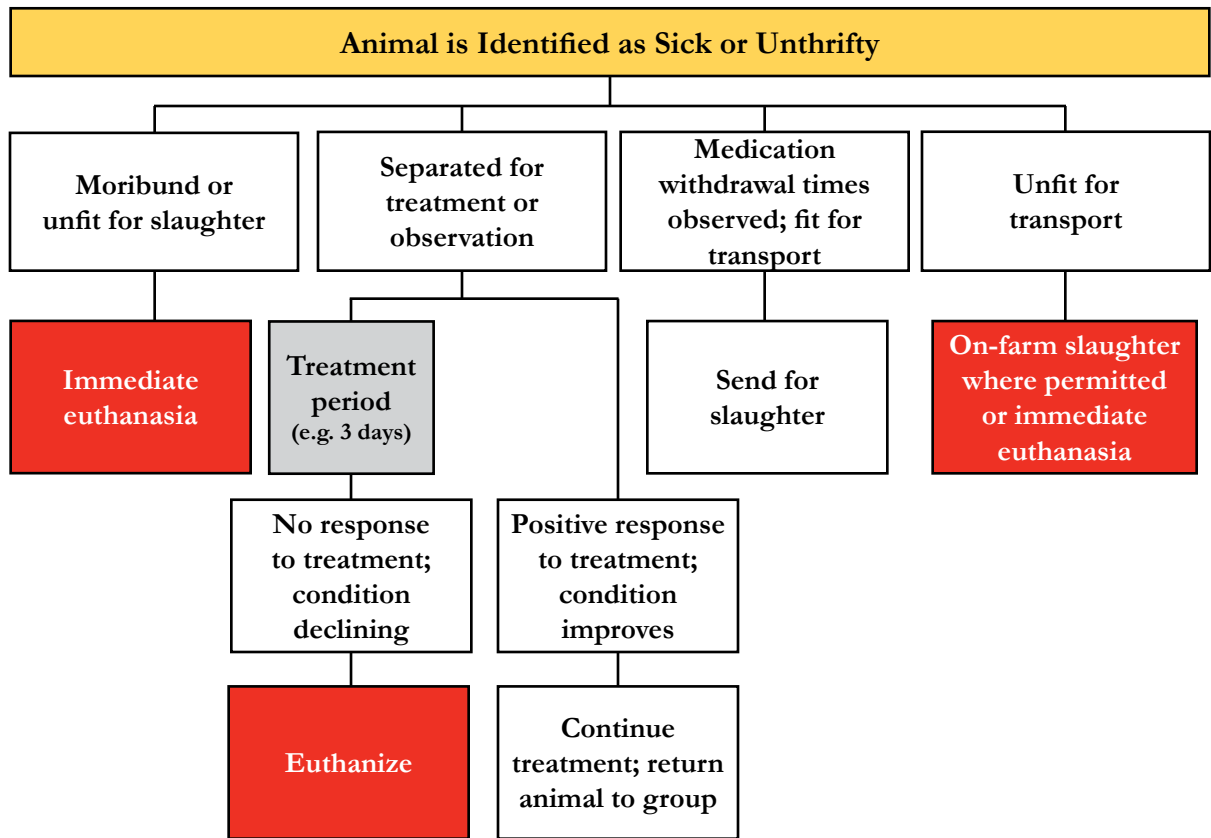 Animal is Identified as Sick or Unthrifty
Moribund or
unfit for slaughter
Separated for
treatment or
observation
Medication
withdrawal times
observed; fit for
transport
Unfit for
transport
Immediate
euthanasia
Treatment
period
(e.g. 3 days)
Send for
slaughter
On-farm slaughter
where permitted
or immediate
euthanasia
No response
to treatment;
condition
declining
Positive response
to treatment;
condition
improves
Euthanize
Continue
treatment; return
animal to group